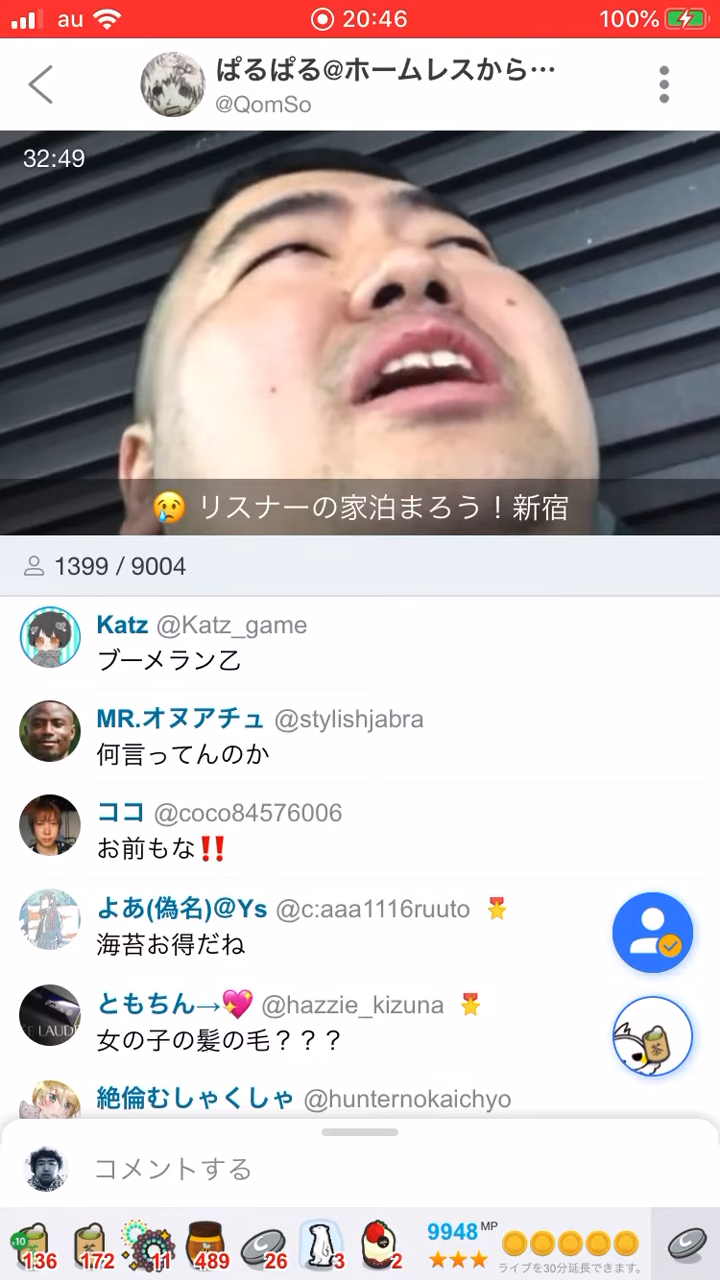 au 20:46 100%
ぱるぱる@ホームレスから…
@QomSo
32:49
😢 リスナーの家泊まろう！新宿
1399 / 9004
Katz @Katz_game
ブーメラン乙
MR.オヌアチュ @stylishjabra
何言ってんのか
ココ @coco84576006
お前もな‼️
よあ(偽名)@Ys @c:aaa1116ruuto
海苔お得だね
ともちん→💖 @hazzie_kizuna
女の子の髪の毛？？？
絶倫むしゃくしゃ @hunternokaichyo
茶
コメントする
10
136
172
11
489
26
3
2
9948 MP
ライブを30分延長できます。